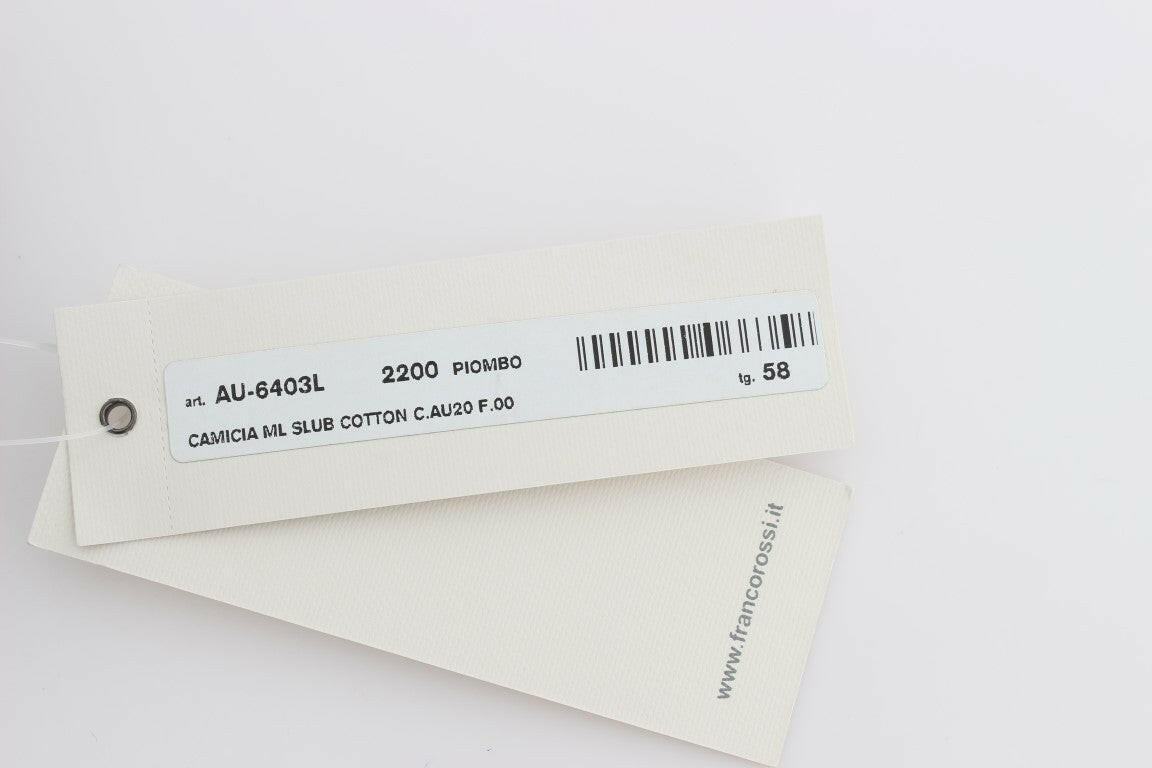 art. AU-6403L 2200 PIOMBO
tg. 58
CAMICIA ML SLUB COTTON C.AU20 F.00
www.francorossi.it